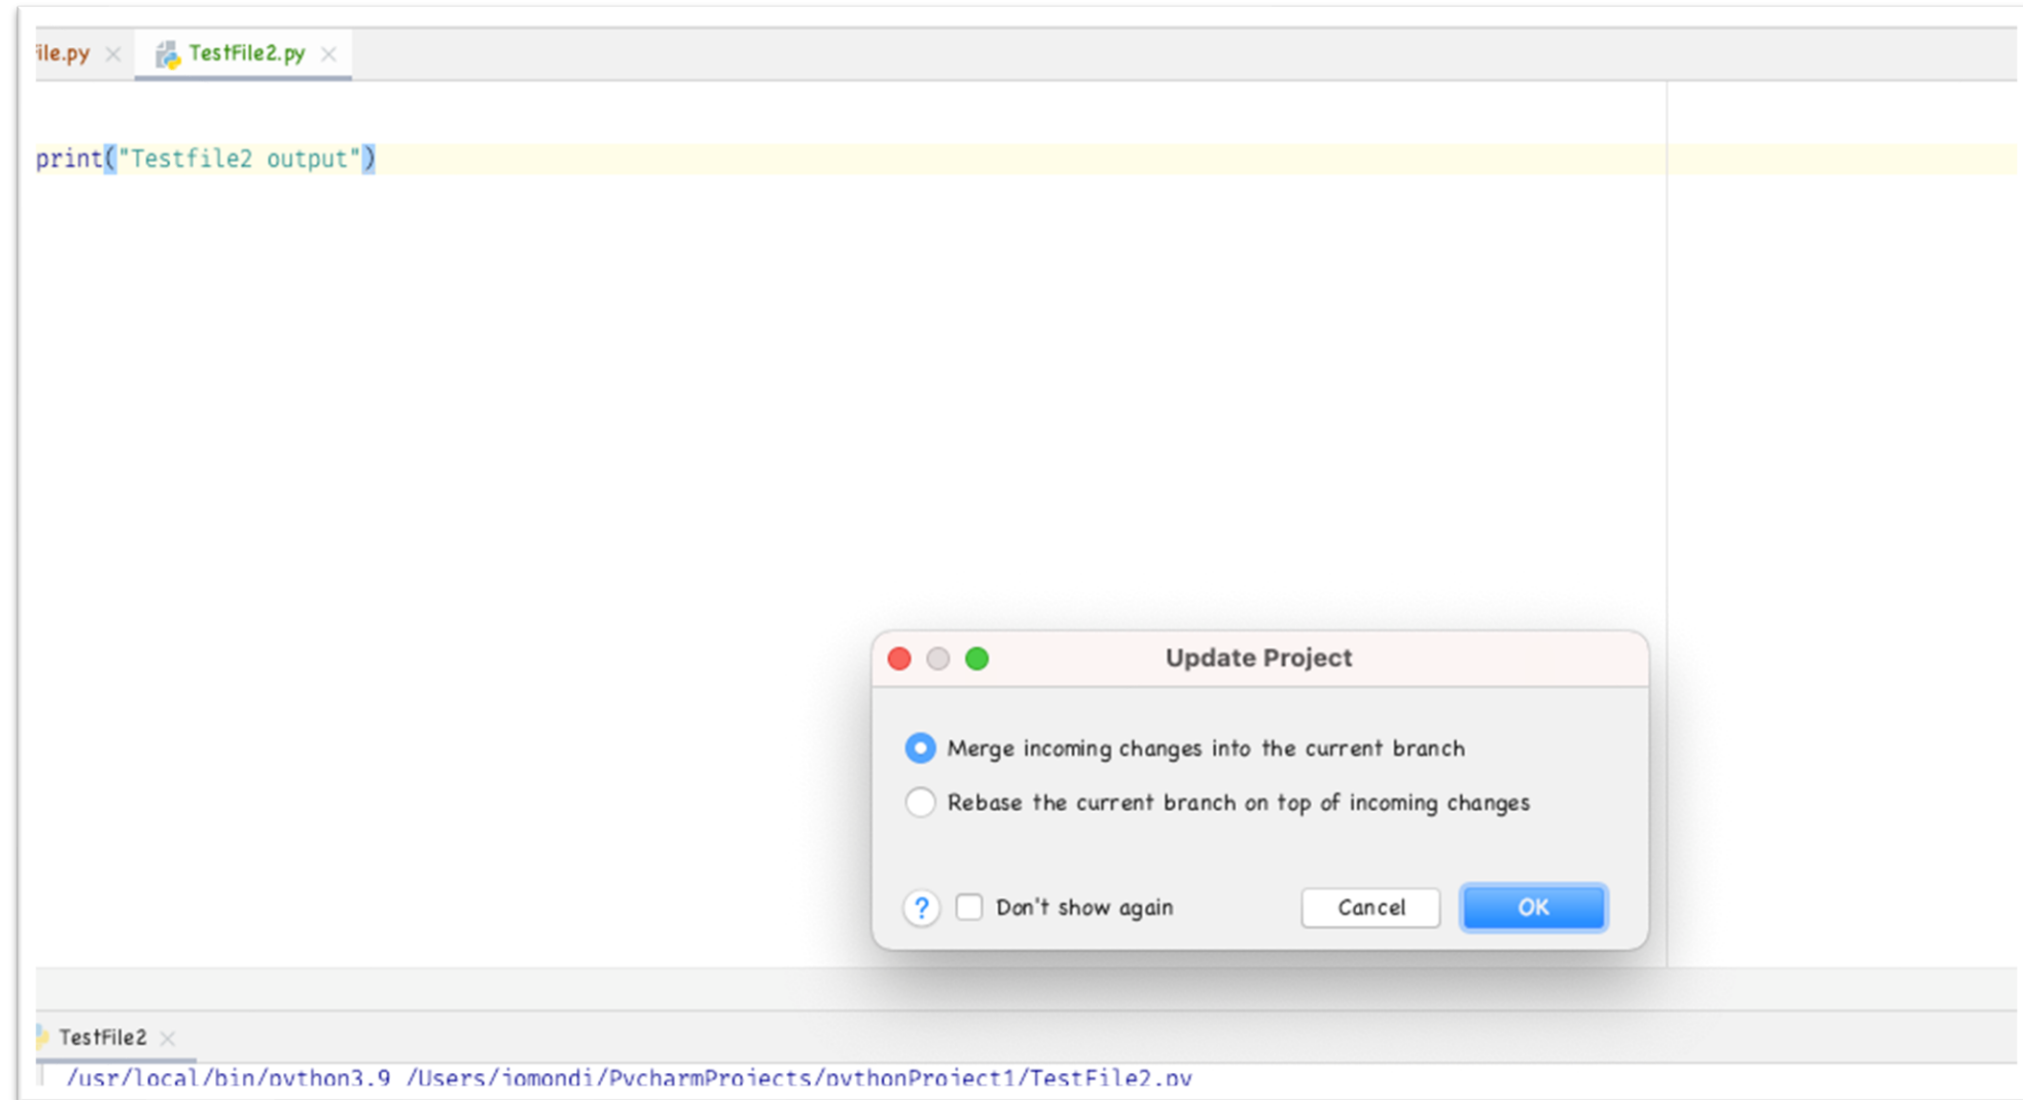 ile.py TestFile2.py
print("Testfile2 output")
Update Project
Merge incoming changes into the current branch
Rebase the current branch on top of incoming changes
? Don't show again Cancel OK
TestFile2
/usr/local/bin/python3.9 /Users/jomondi/PycharmProjects/pythonProject1/TestFile2.py